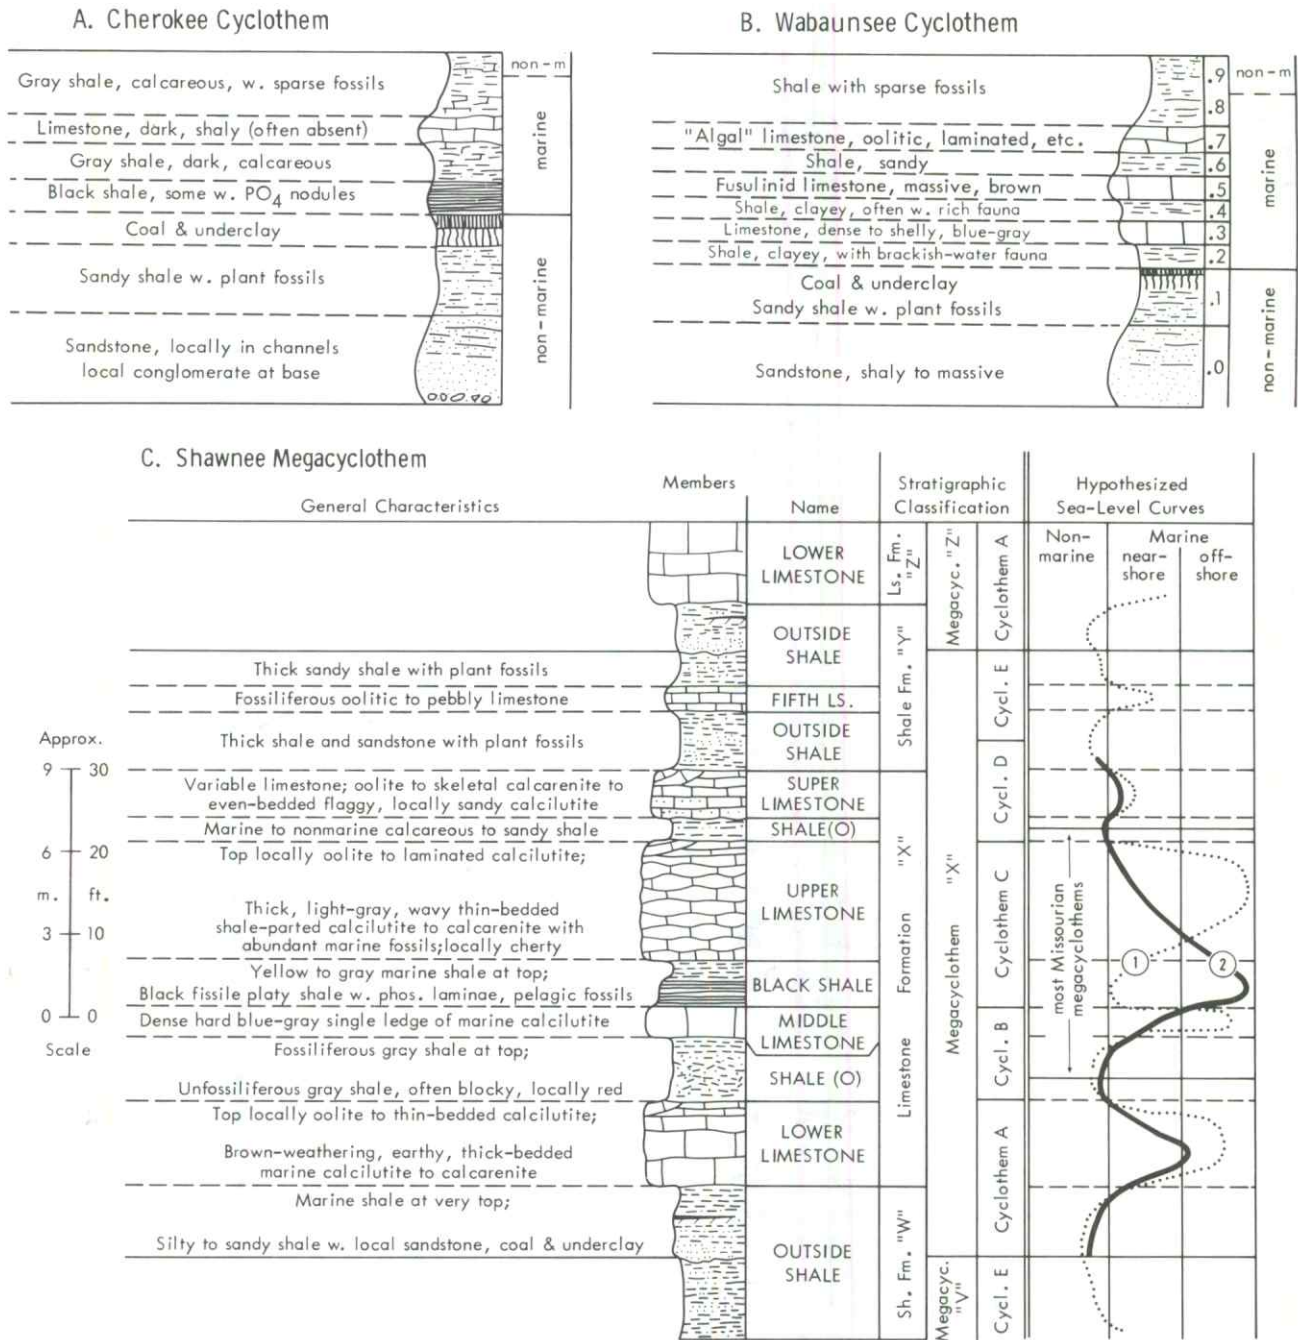 A. Cherokee Cyclothem
Gray shale, calcareous, w. sparse fossils
Limestone, dark, shaly (often absent)
Gray shale, dark, calcareous
Black shale, some w. PO4 nodules
Coal & underclay
Sandy shale w. plant fossils
Sandstone, locally in channels
local conglomerate at base
non-m
marine
non-marine
B. Wabaunsee Cyclothem
Shale with sparse fossils
"Algal" limestone, oolitic, laminated, etc.
Shale, sandy
Fusulinid limestone, massive, brown
Shale, clayey, often w. rich fauna
Limestone, dense to shelly, blue-gray
Shale, clayey, with brackish-water fauna
Coal & underclay
Sandy shale w. plant fossils
Sandstone, shaly to massive
.9
.8
.7
.6
.5
.4
.3
.2
.1
.0
non-m
marine
non-marine
C. Shawnee Megacyclothem
General Characteristics
Members
Name
Stratigraphic
Classification
Hypothesized
Sea-Level Curves
Non-
marine
Marine
near-
shore
off-
shore
Thick sandy shale with plant fossils
Fossiliferous oolitic to pebbly limestone
Thick shale and sandstone with plant fossils
Variable limestone; oolite to skeletal calcarenite to
even-bedded flaggy, locally sandy calcilutite
Marine to nonmarine calcareous to sandy shale
Top locally oolite to laminated calcilutite;
Thick, light-gray, wavy thin-bedded
shale-parted calcilutite to calcarenite with
abundant marine fossils;locally cherty
Yellow to gray marine shale at top;
Black fissile platy shale w. phos. laminae, pelagic fossils
Dense hard blue-gray single ledge of marine calcilutite
Fossiliferous gray shale at top;
Unfossiliferous gray shale, often blocky, locally red
Top locally oolite to thin-bedded calcilutite;
Brown-weathering, earthy, thick-bedded
marine calcilutite to calcarenite
Marine shale at very top;
Silty to sandy shale w. local sandstone, coal & underclay
Approx.
9 30
6 20
m. ft.
3 10
0 0
Scale
LOWER
LIMESTONE
OUTSIDE
SHALE
FIFTH LS.
OUTSIDE
SHALE
SUPER
LIMESTONE
SHALE(O)
UPPER
LIMESTONE
BLACK SHALE
MIDDLE
LIMESTONE
SHALE (O)
LOWER
LIMESTONE
OUTSIDE
SHALE
Ls. Fm.
"Z"
Shale Fm. "Y"
Limestone Formation "X"
Sh. Fm. "W"
Megacyc. "Z"
Megacyclothem "X"
Megacyc.
"V"
Cyclothem A
Cycl. E
Cycl. D
Cyclothem C
Cycl. B
Cyclothem A
Cycl. E
most Missourian
megacyclothems
1
2